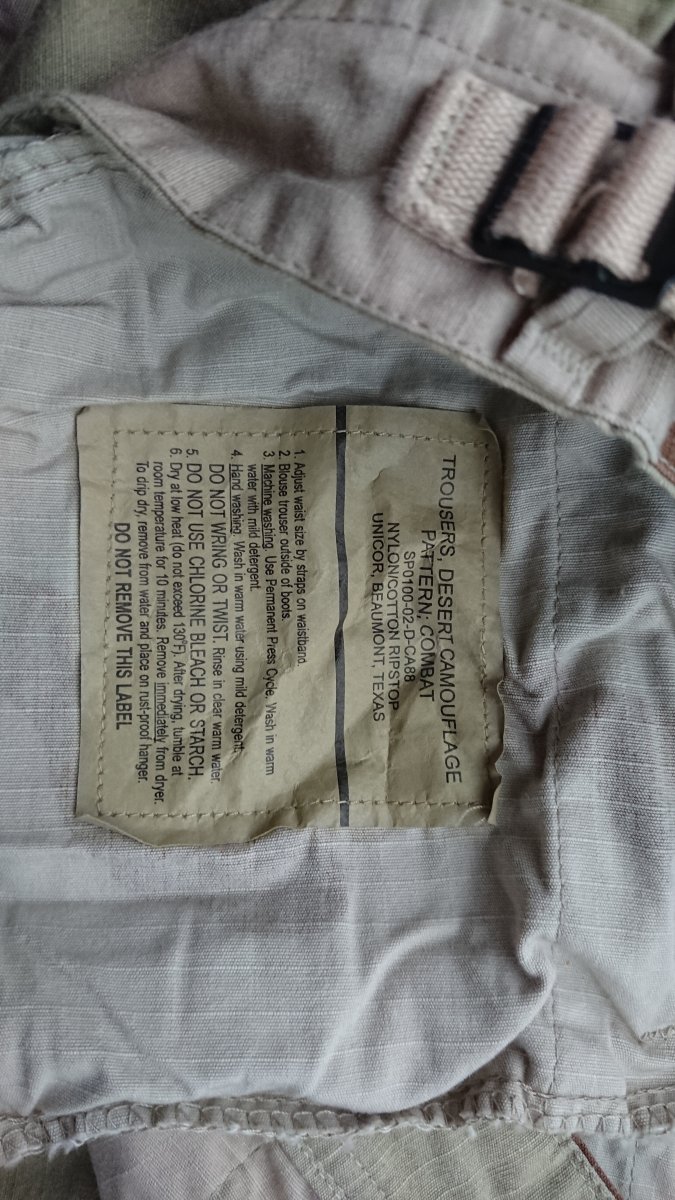 TROUSERS, DESERT CAMOUFLAGE
PATTERN: COMBAT
SP0100-02-D-CA88
NYLON/COTTON RIPSTOP
UNICOR, BEAUMONT, TEXAS
1. Adjust waist size by straps on waistband.
2. Blouse trouser outside of boots.
3. Machine washing. Use Permanent Press Cycle. Wash in warm
water with mild detergent.
4. Hand washing. Wash in warm water using mild detergent.
DO NOT WRING OR TWIST. Rinse in clear warm water.
5. DO NOT USE CHLORINE BLEACH OR STARCH.
6. Dry at low heat (do not exceed 130°F). After drying, tumble at
room temperature for 10 minutes. Remove immediately from dryer.
To drip dry, remove from water and place on rust-proof hanger.
DO NOT REMOVE THIS LABEL